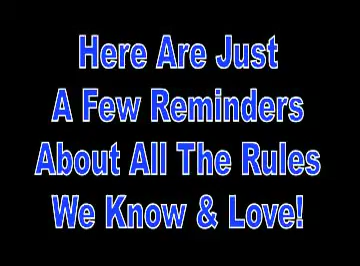 Here Are Just
A Few Reminders
About All The Rules
We Know & Love!